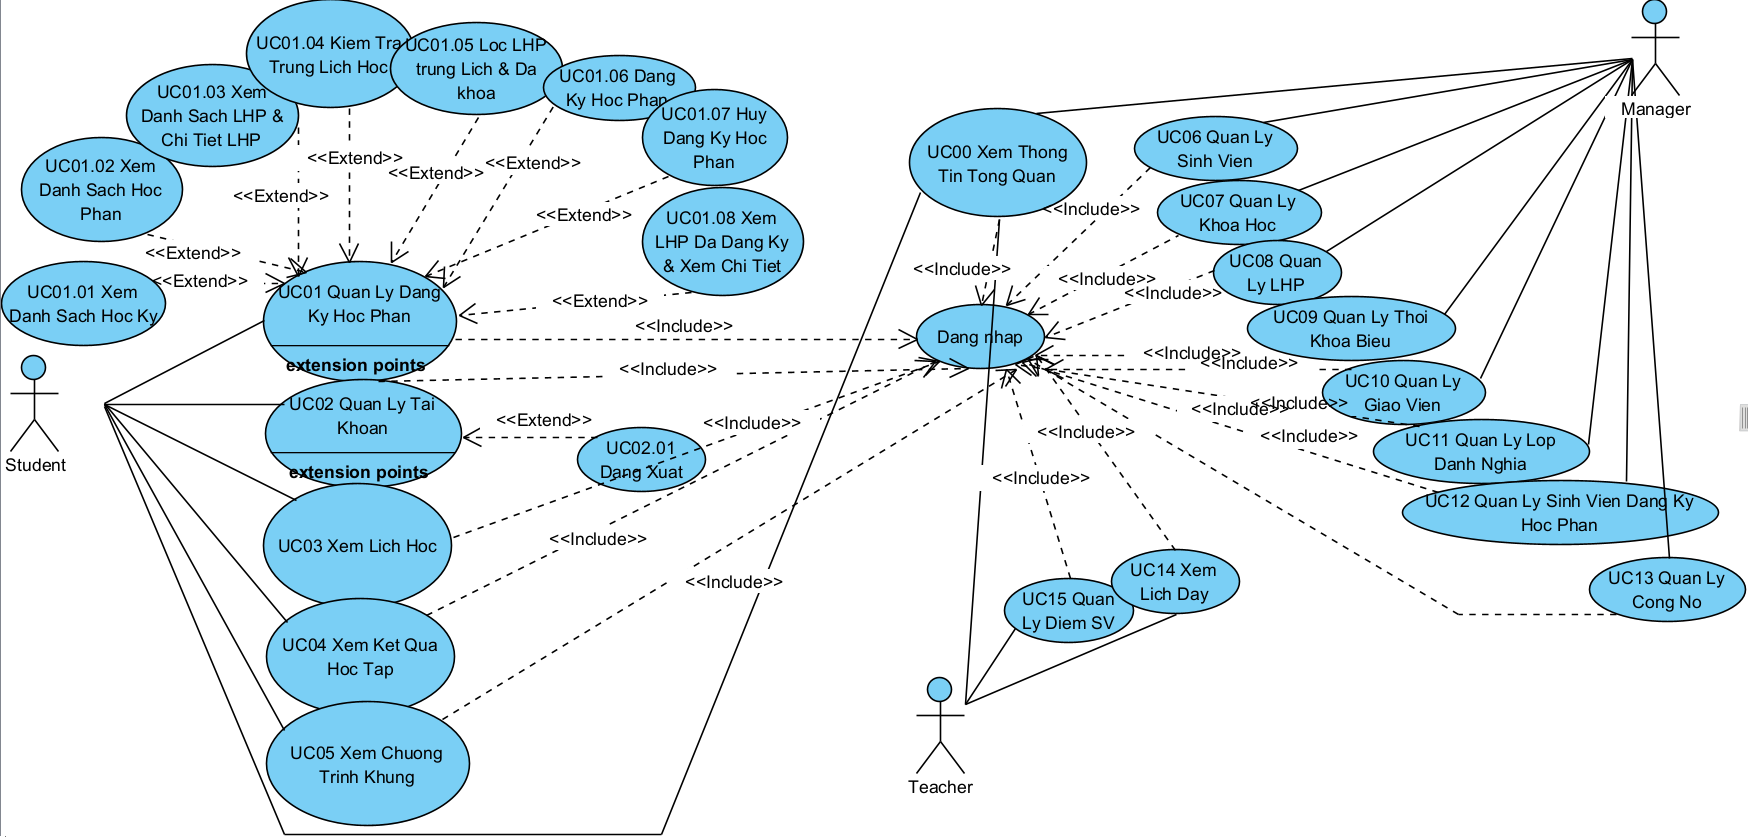 UC01.04 Kiem Tra
Trung Lich Hoc
UC01.05 Loc LHP
trung Lich & Da
khoa
UC01.06 Dang
Ky Hoc Phan
UC01.03 Xem
Danh Sach LHP &
Chi Tiet LHP
UC01.07 Huy
Dang Ky Hoc
Phan
UC01.02 Xem
Danh Sach Hoc
Phan
UC01.08 Xem
LHP Da Dang Ky
& Xem Chi Tiet
UC01.01 Xem
Danh Sach Hoc Ky
<<Extend>>
<<Extend>>
<<Extend>>
<<Extend>>
<<Extend>>
<<Extend>>
<<Extend>>
<<Extend>>
UC01 Quan Ly Dang
Ky Hoc Phan
extension points
<<Include>>
<<Include>>
UC02 Quan Ly Tai
Khoan
extension points
<<Extend>>
UC02.01
Dang Xuat
<<Include>>
Student
UC03 Xem Lich Hoc
<<Include>>
<<Include>>
UC04 Xem Ket Qua
Hoc Tap
UC05 Xem Chuong
Trinh Khung
Manager
UC00 Xem Thong
Tin Tong Quan
UC06 Quan Ly
Sinh Vien
UC07 Quan Ly
Khoa Hoc
UC08 Quan
Ly LHP
UC09 Quan Ly Thoi
Khoa Bieu
UC10 Quan Ly
Giao Vien
UC11 Quan Ly Lop
Danh Nghia
UC12 Quan Ly Sinh Vien Dang Ky
Hoc Phan
UC13 Quan Ly
Cong No
<<Include>>
<<Include>>
<<Include>>
<<Include>>
Dang nhap
<<Include>>
<<Include>>
<<Include>>
<<Include>>
<<Include>>
<<Include>>
<<Include>>
UC14 Xem
Lich Day
UC15 Quan
Ly Diem SV
Teacher